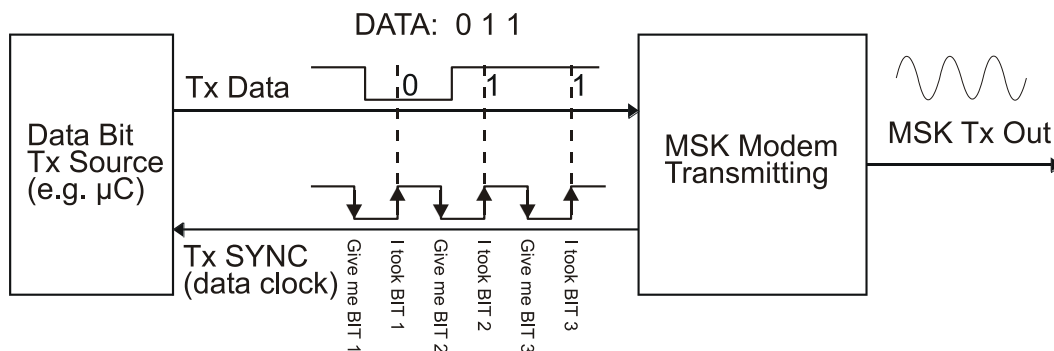 DATA: 0 1 1
Tx Data
0
1
1
Data Bit
Tx Source
(e.g. µC)
MSK Modem
Transmitting
MSK Tx Out
Tx SYNC
(data clock)
Give me BIT 1
I took BIT 1
Give me BIT 2
I took BIT 2
Give me BIT 3
I took BIT 3